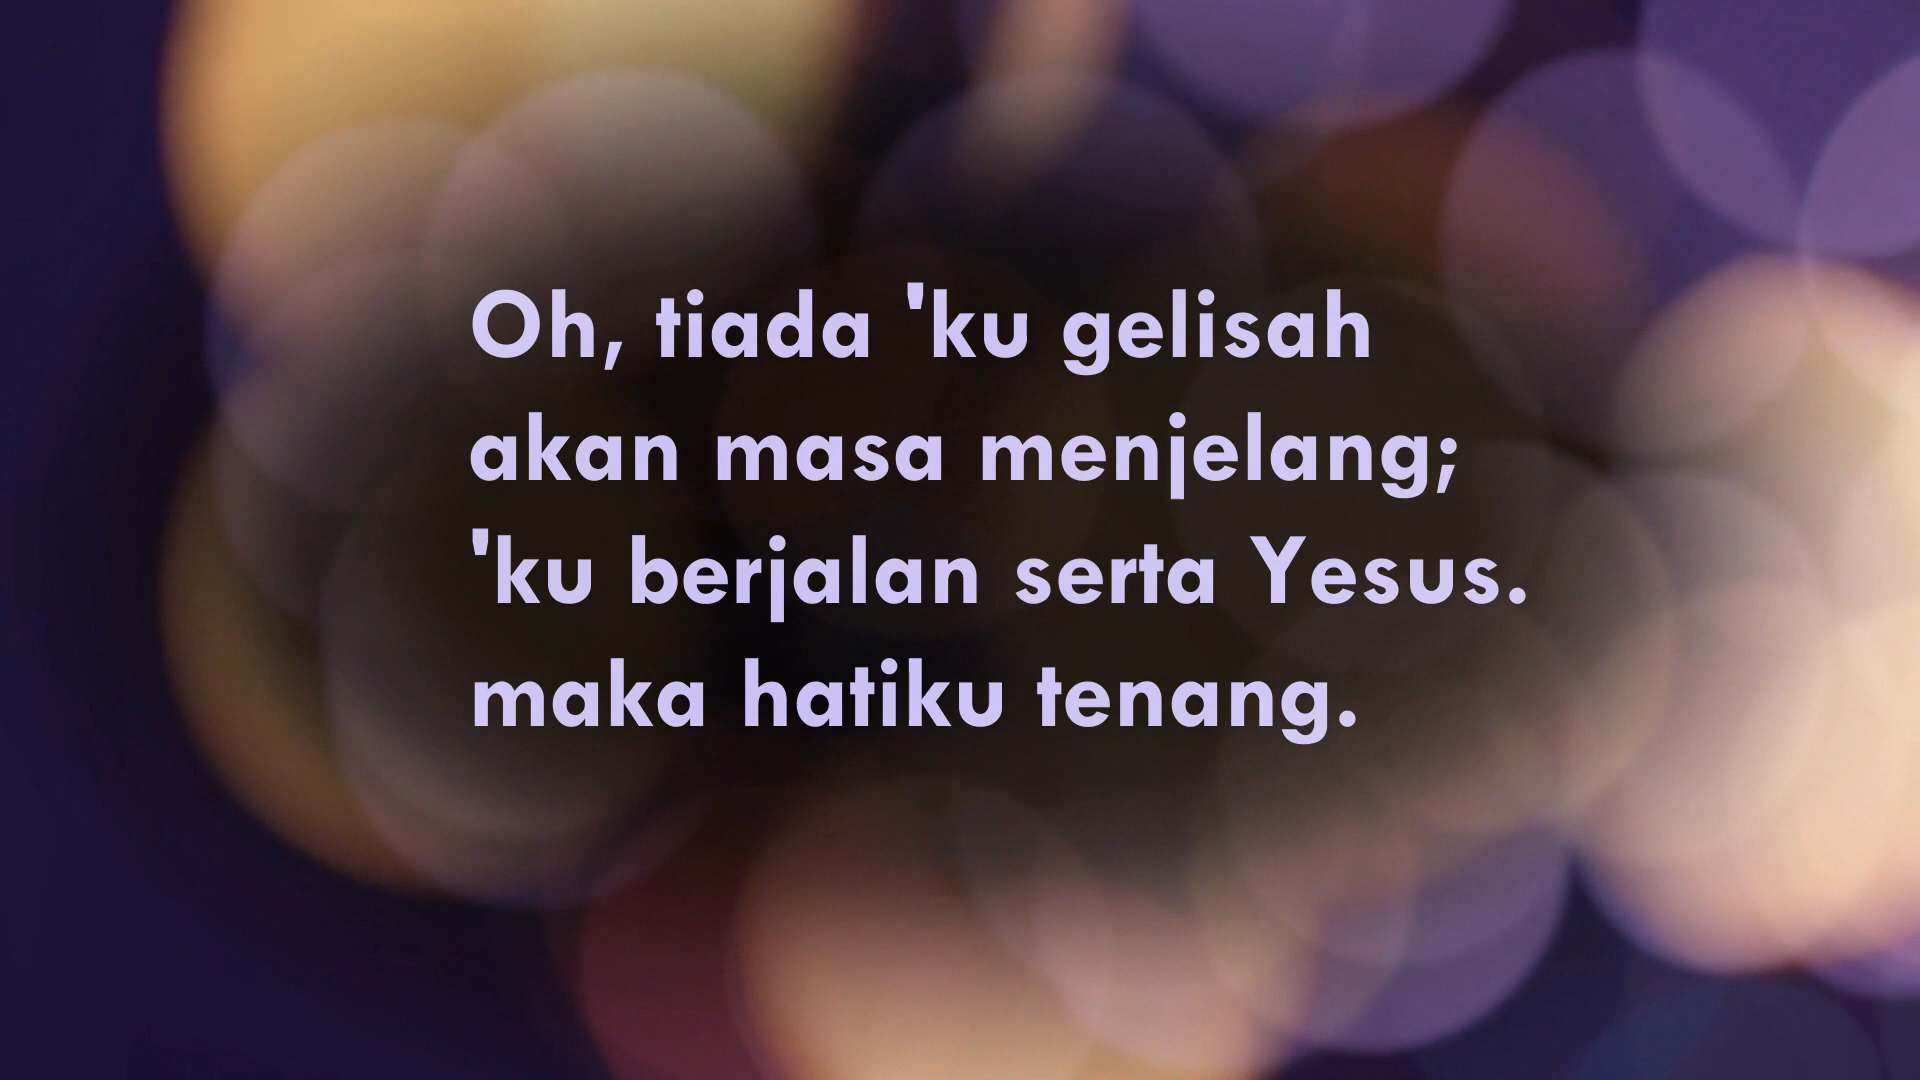 Oh, tiada 'ku gelisah
akan masa menjelang;
'ku berjalan serta Yesus.
maka hatiku tenang.